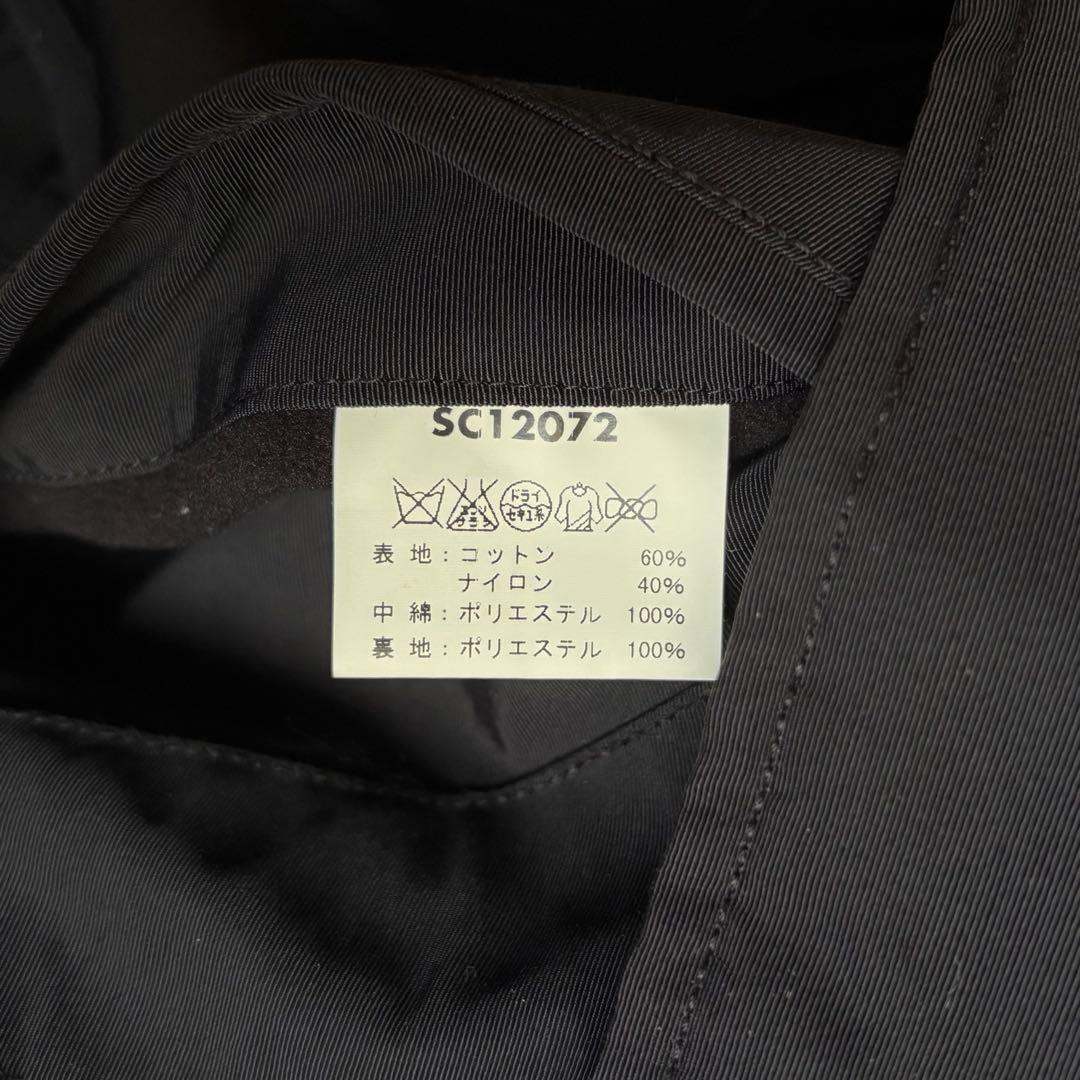 SC12072
ドライ
セキユ系
表 地 : コットン 60%
ナイロン 40%
中 綿 : ポリエステル 100%
裏 地 : ポリエステル 100%